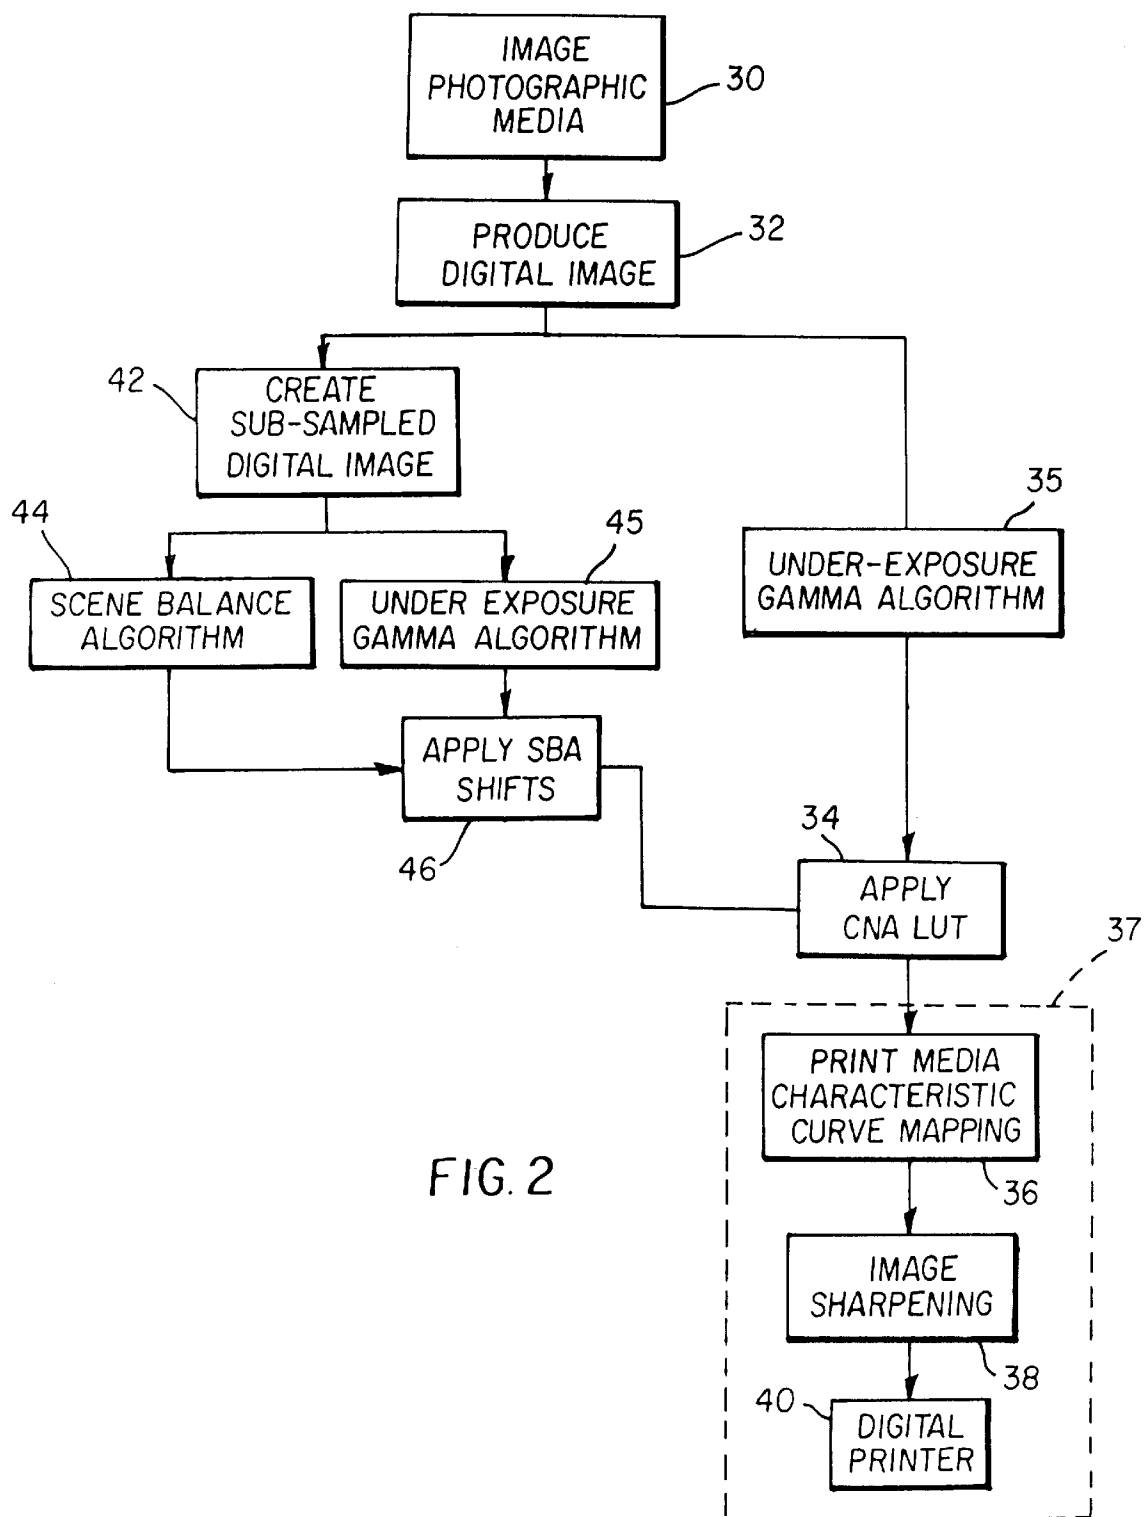 IMAGE
PHOTOGRAPHIC
MEDIA
30
PRODUCE
DIGITAL IMAGE
32
42
CREATE
SUB-SAMPLED
DIGITAL IMAGE
44
SCENE BALANCE
ALGORITHM
45
UNDER EXPOSURE
GAMMA ALGORITHM
35
UNDER-EXPOSURE
GAMMA ALGORITHM
APPLY SBA
SHIFTS
46
34
APPLY
CNA LUT
37
PRINT MEDIA
CHARACTERISTIC
CURVE MAPPING
36
FIG. 2
IMAGE
SHARPENING
38
40
DIGITAL
PRINTER